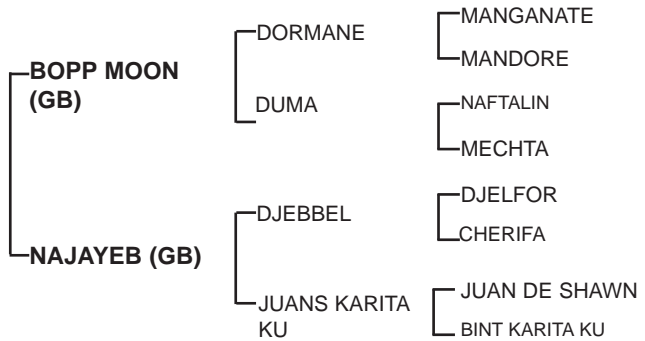 MANGANATE
DORMANE
MANDORE
BOPP MOON
(GB)
NAFTALIN
DUMA
MECHTA
DJELFOR
DJEBBEL
CHERIFA
NAJAYEB (GB)
JUAN DE SHAWN
JUANS KARITA
KU
BINT KARITA KU